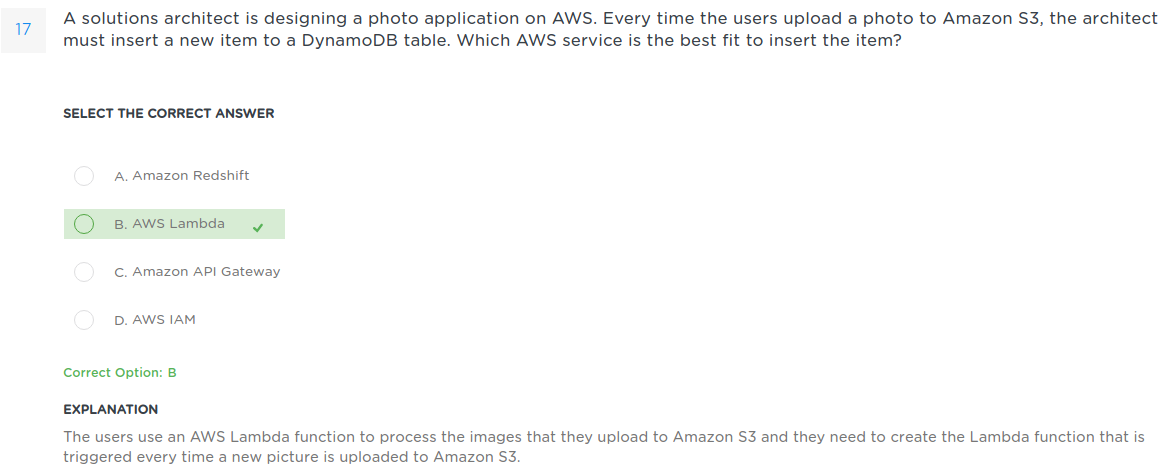 17
A solutions architect is designing a photo application on AWS. Every time the users upload a photo to Amazon S3, the architect
must insert a new item to a DynamoDB table. Which AWS service is the best fit to insert the item?
SELECT THE CORRECT ANSWER
A. Amazon Redshift
B. AWS Lambda
C. Amazon API Gateway
D. AWS IAM
Correct Option: B
EXPLANATION
The users use an AWS Lambda function to process the images that they upload to Amazon S3 and they need to create the Lambda function that is
triggered every time a new picture is uploaded to Amazon S3.